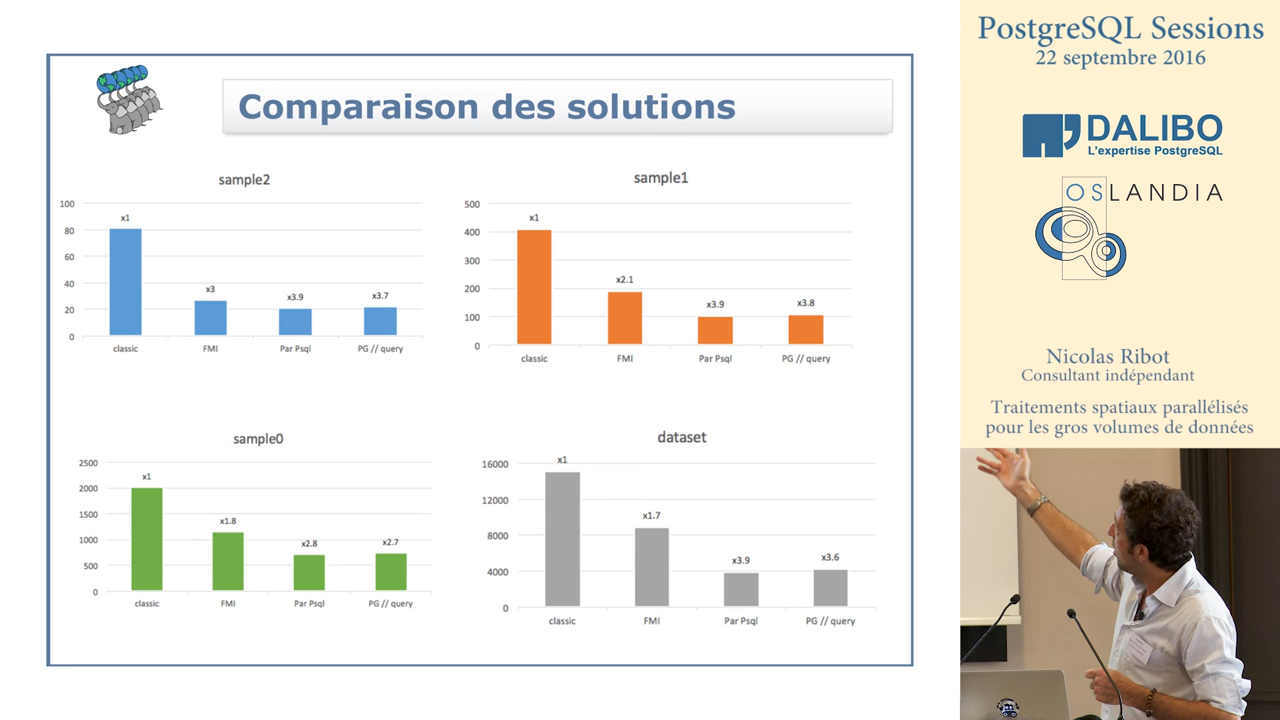 Comparaison des solutions
sample2
100
80
60
40
20
0
x1
x3
x3.9
x3.7
classic
FMI
Par Psql
PG // query
sample1
500
400
300
200
100
0
x1
x2.1
x3.9
x3.8
classic
FMI
Par Psql
PG // query
sample0
2500
2000
1500
1000
500
0
x1
x1.8
x2.8
x2.7
classic
FMI
Par Psql
PG // query
dataset
16000
12000
8000
4000
0
x1
x1.7
x3.9
x3.6
classic
FMI
Par Psql
PG // query
PostgreSQL Sessions
22 septembre 2016
DALIBO
L'expertise PostgreSQL
OSLANDIA
Nicolas Ribot
Consultant indépendant
Traitements spatiaux parallélisés
pour les gros volumes de données